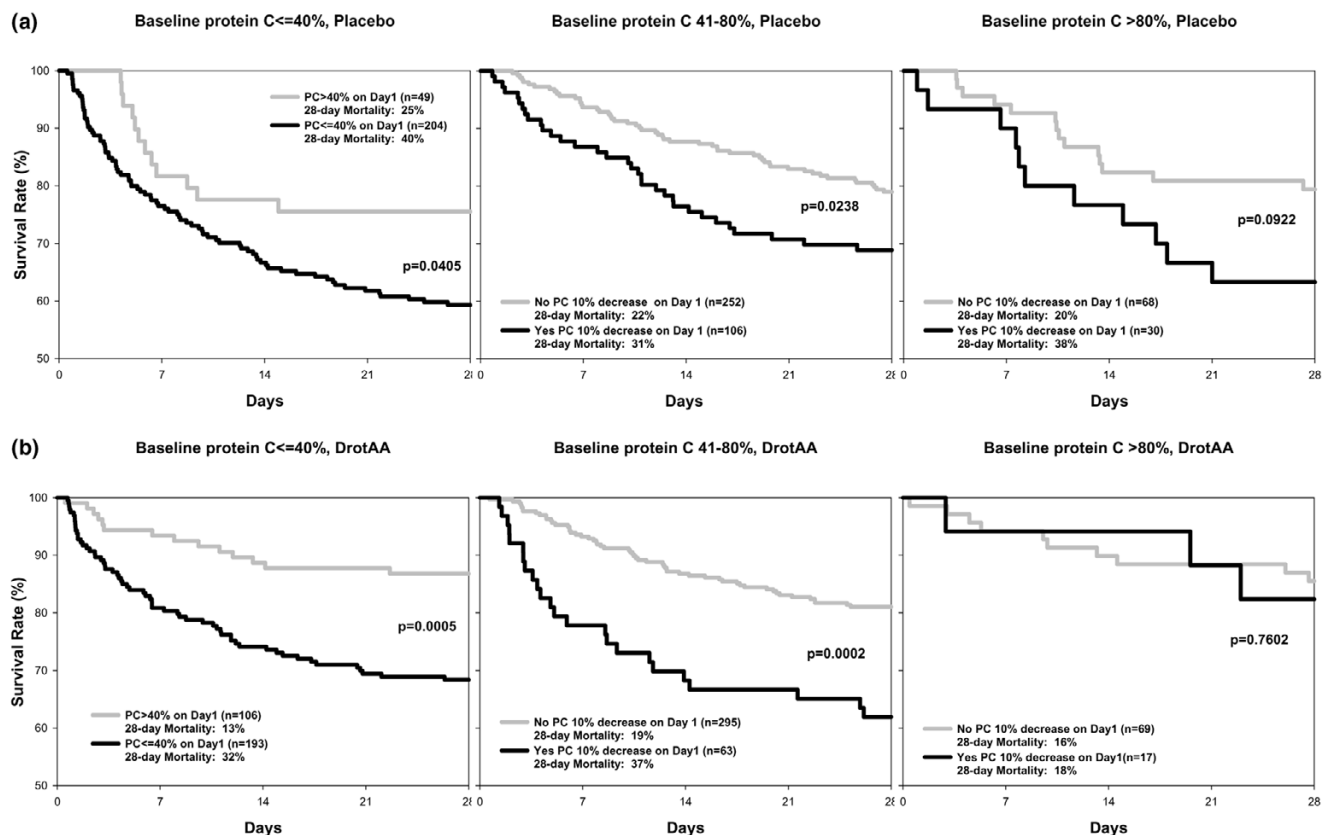 (a)
Baseline protein C<=40%, Placebo
Baseline protein C 41-80%, Placebo
Baseline protein C >80%, Placebo
Survival Rate (%)
100
90
80
70
60
50
PC>40% on Day1 (n=49)
28-day Mortality: 25%
PC<=40% on Day1 (n=204)
28-day Mortality: 40%
p=0.0405
0
7
14
21
28
Days
p=0.0238
No PC 10% decrease on Day 1 (n=252)
28-day Mortality: 22%
Yes PC 10% decrease on Day 1 (n=106)
28-day Mortality: 31%
0
7
14
21
28
Days
p=0.0922
No PC 10% decrease on Day 1 (n=68)
28-day Mortality: 20%
Yes PC 10% decrease on Day 1 (n=30)
28-day Mortality: 38%
0
7
14
21
28
Days
(b)
Baseline protein C<=40%, DrotAA
Baseline protein C 41-80%, DrotAA
Baseline protein C >80%, DrotAA
Survival Rate (%)
100
90
80
70
60
50
p=0.0005
PC>40% on Day1 (n=106)
28-day Mortality: 13%
PC<=40% on Day1 (n=193)
28-day Mortality: 32%
0
7
14
21
28
Days
p=0.0002
No PC 10% decrease on Day 1 (n=295)
28-day Mortality: 19%
Yes PC 10% decrease on Day1 (n=63)
28-day Mortality: 37%
0
7
14
21
28
Days
p=0.7602
No PC 10% decrease on Day 1 (n=69)
28-day Mortality: 16%
Yes PC 10% decrease on Day1(n=17)
28-day Mortality: 18%
0
7
14
21
28
Days